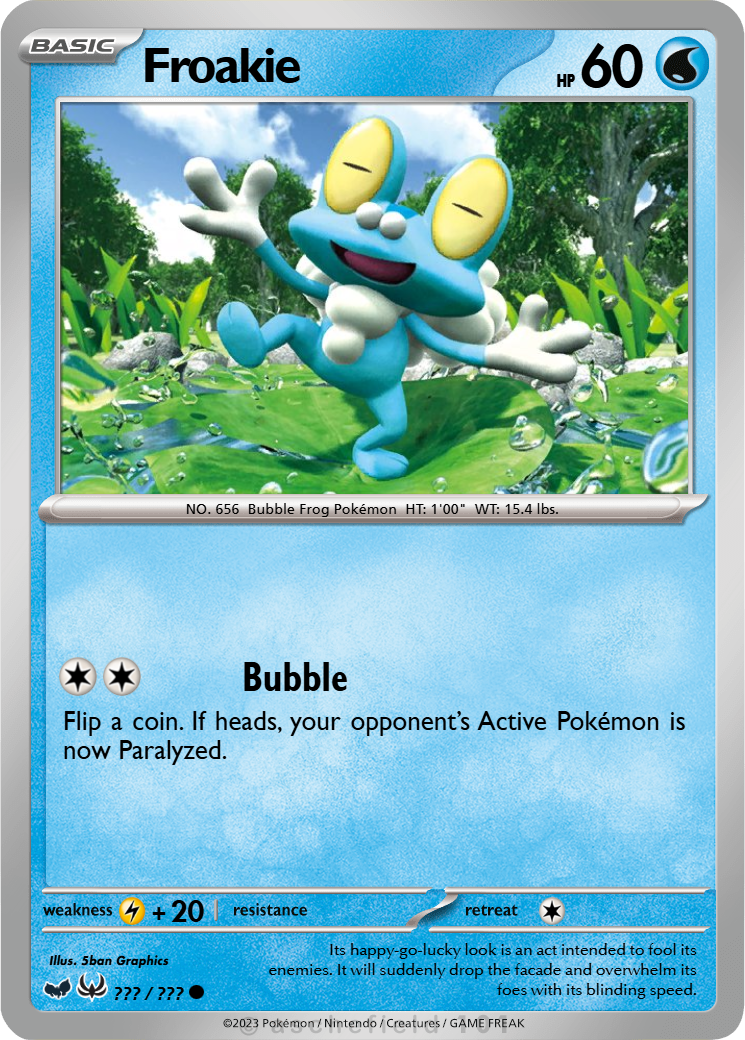 BASIC
Froakie
HP 60
NO. 656 Bubble Frog Pokémon HT: 1'00" WT: 15.4 lbs.
Bubble
Flip a coin. If heads, your opponent's Active Pokémon is
now Paralyzed.
weakness + 20 resistance retreat
Illus. 5ban Graphics
Its happy-go-lucky look is an act intended to fool its
enemies. It will suddenly drop the facade and overwhelm its
foes with its blinding speed.
??? / ???
©2023 Pokémon / Nintendo / Creatures / GAME FREAK